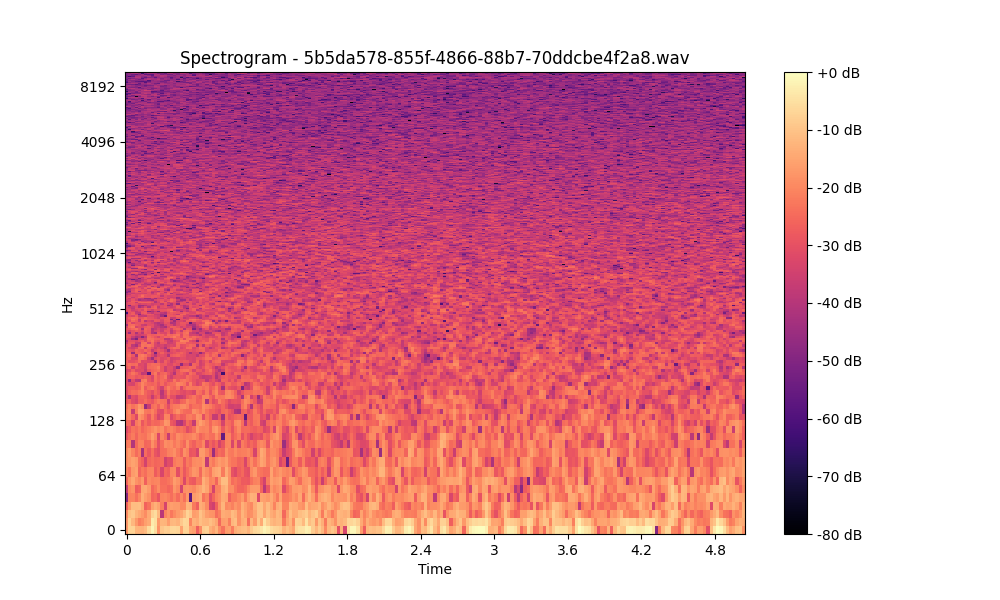 Spectrogram - 5b5da578-855f-4866-88b7-70ddcbe4f2a8.wav
8192
4096
2048
1024
512
256
128
64
0
Hz
0 0.6 1.2 1.8 2.4 3 3.6 4.2 4.8
Time
+0 dB
-10 dB
-20 dB
-30 dB
-40 dB
-50 dB
-60 dB
-70 dB
-80 dB